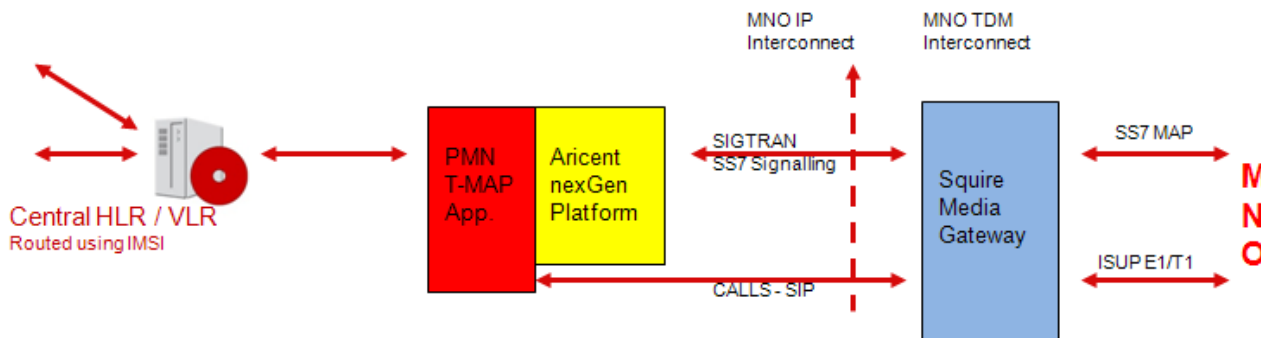 MNO IP
Interconnect
MNO TDM
Interconnect
PMN
T-MAP
App.
Aricent
nexGen
Platform
SIGTRAN
SS7 Signalling
Squire
Media
Gateway
SS7 MAP
M
N
O
Central HLR / VLR
Routed using IMSI
CALLS - SIP
ISUP E1/T1